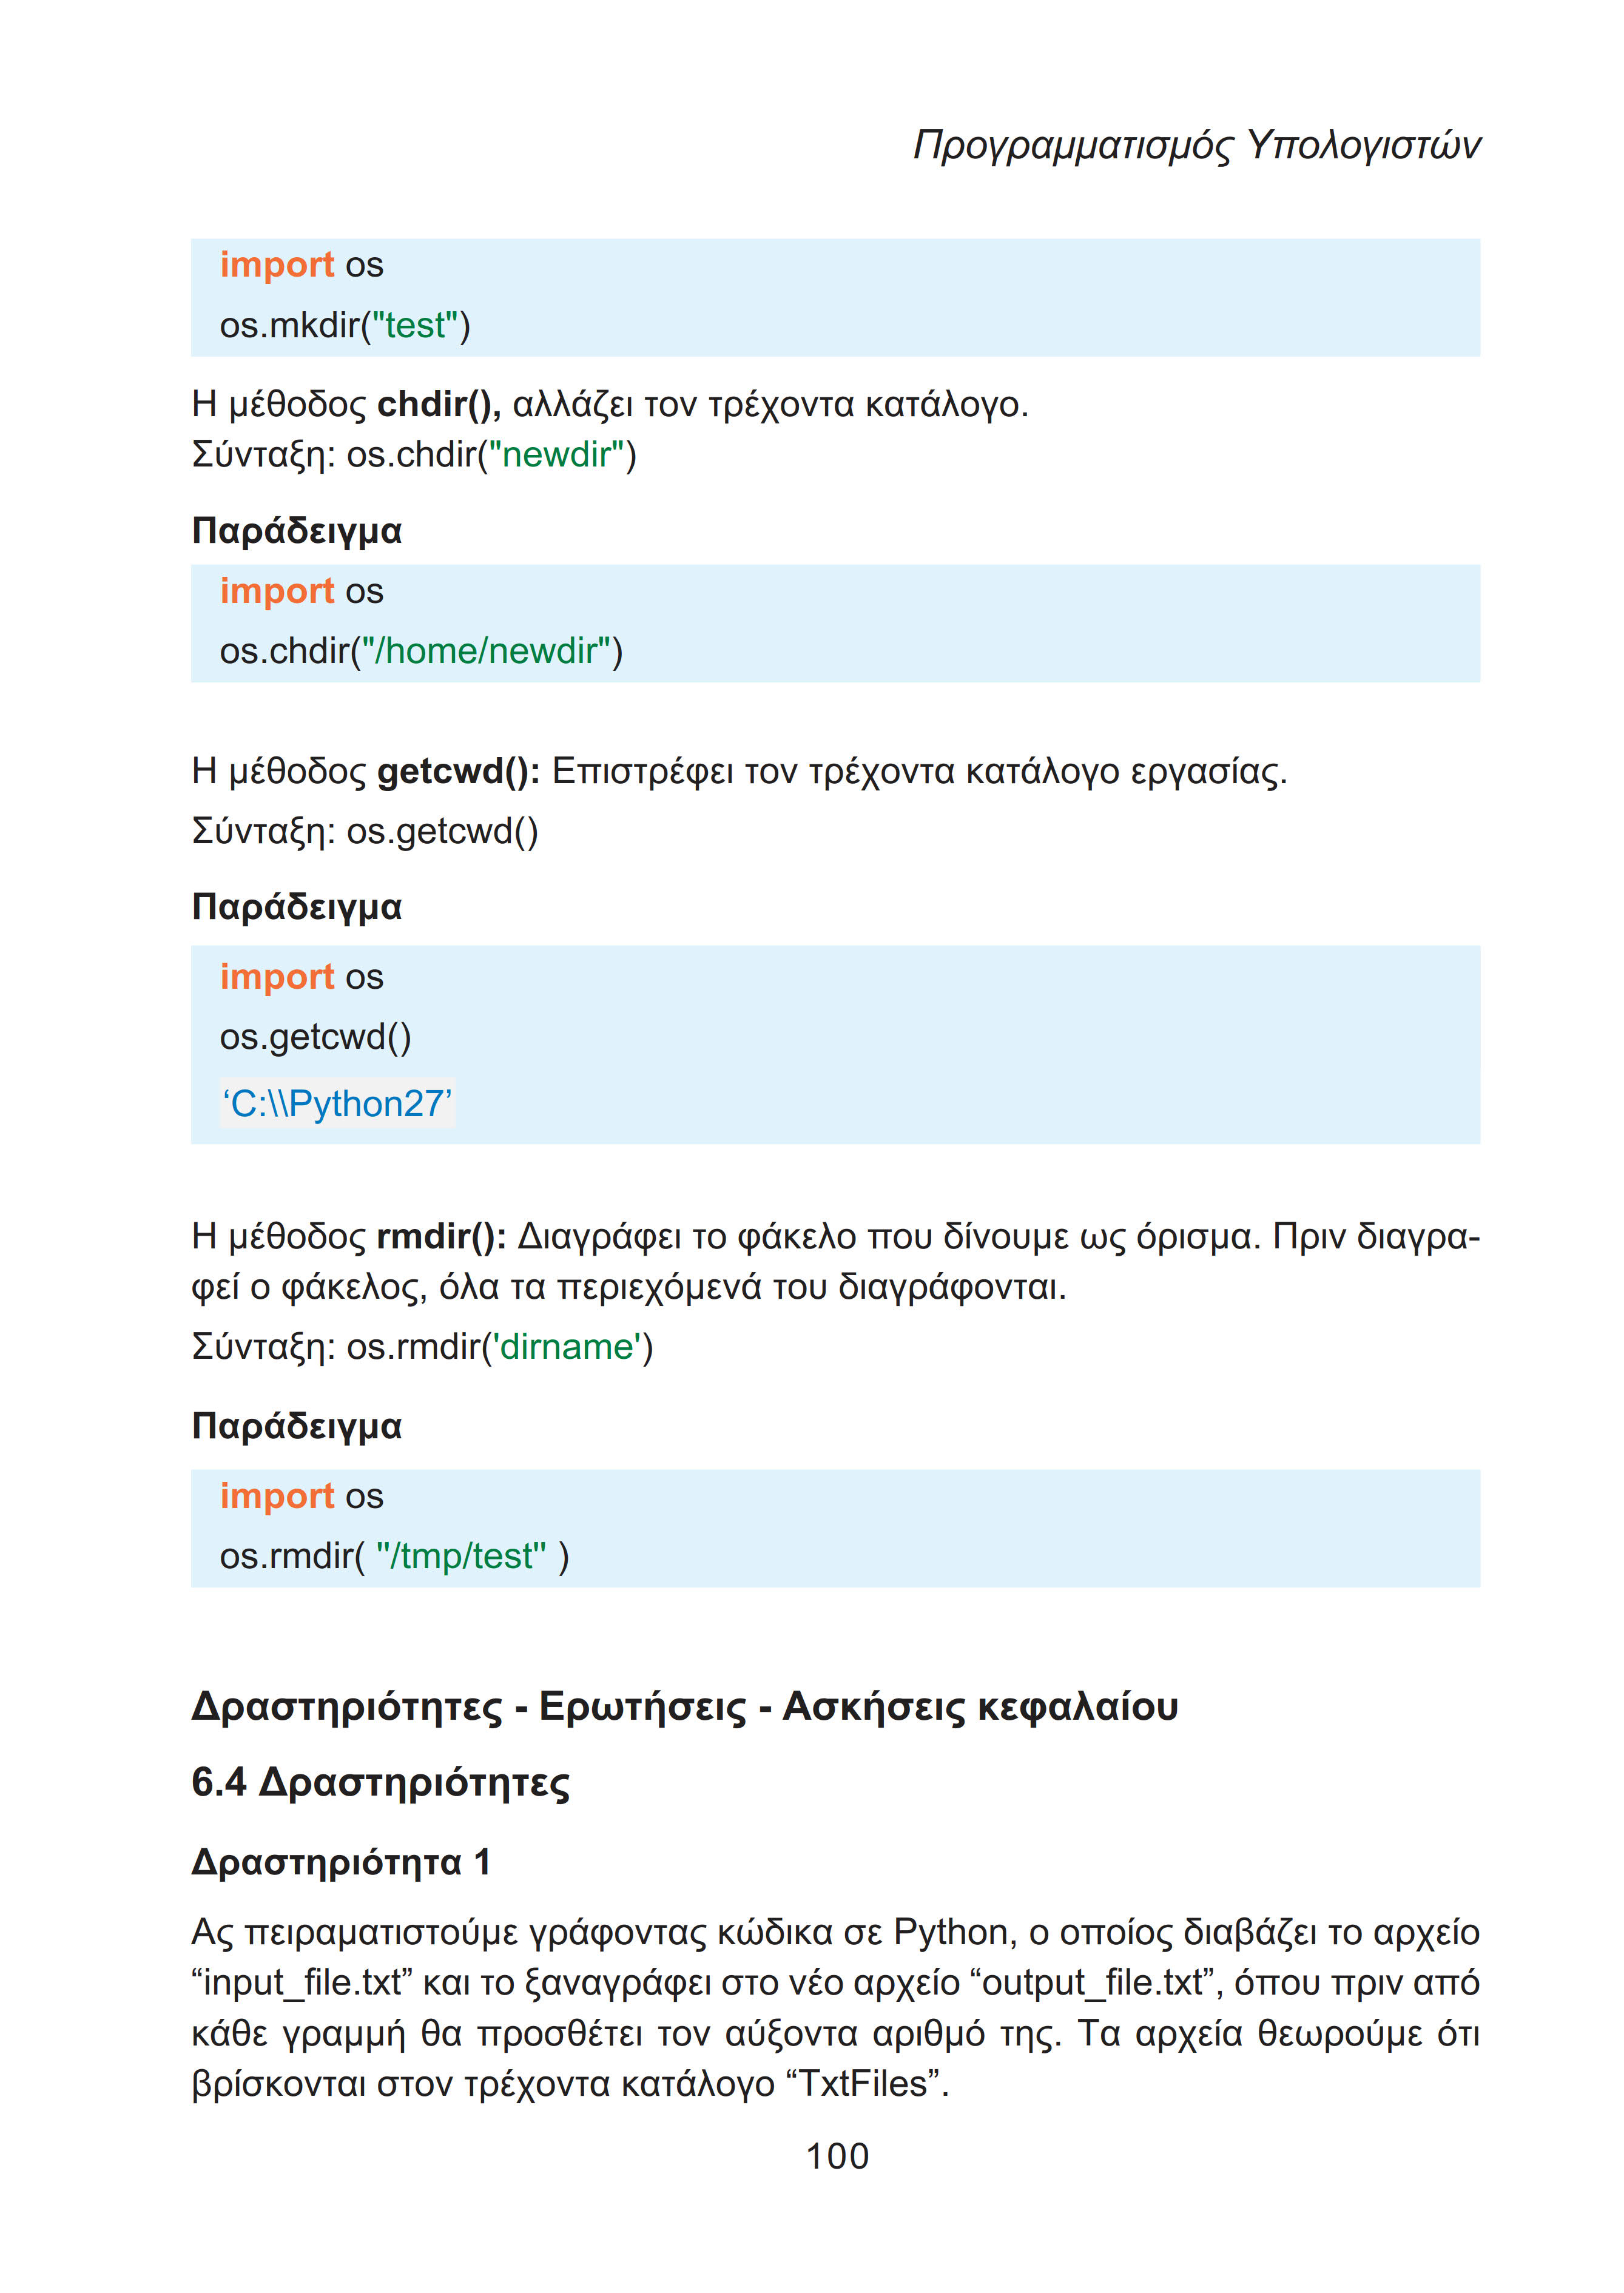 Προγραμματισμός Υπολογιστών
import os
os.mkdir("test")
Η μέθοδος chdir(), αλλάζει τον τρέχοντα κατάλογο.
Σύνταξη: os.chdir("newdir")
Παράδειγμα
import os
os.chdir("/home/newdir")
Η μέθοδος getcwd(): Επιστρέφει τον τρέχοντα κατάλογο εργασίας.
Σύνταξη: os.getcwd()
Παράδειγμα
import os
os.getcwd()
‘C:\\Python27’
Η μέθοδος rmdir(): Διαγράφει το φάκελο που δίνουμε ως όρισμα. Πριν διαγρα-
φεί ο φάκελος, όλα τα περιεχόμενά του διαγράφονται.
Σύνταξη: os.rmdir('dirname')
Παράδειγμα
import os
os.rmdir( "/tmp/test" )
Δραστηριότητες - Ερωτήσεις - Ασκήσεις κεφαλαίου
6.4 Δραστηριότητες
Δραστηριότητα 1
Ας πειραματιστούμε γράφοντας κώδικα σε Python, ο οποίος διαβάζει το αρχείο
“input_file.txt” και το ξαναγράφει στο νέο αρχείο “output_file.txt”, όπου πριν από
κάθε γραμμή θα προσθέτει τον αύξοντα αριθμό της. Τα αρχεία θεωρούμε ότι
βρίσκονται στον τρέχοντα κατάλογο “TxtFiles”.
100